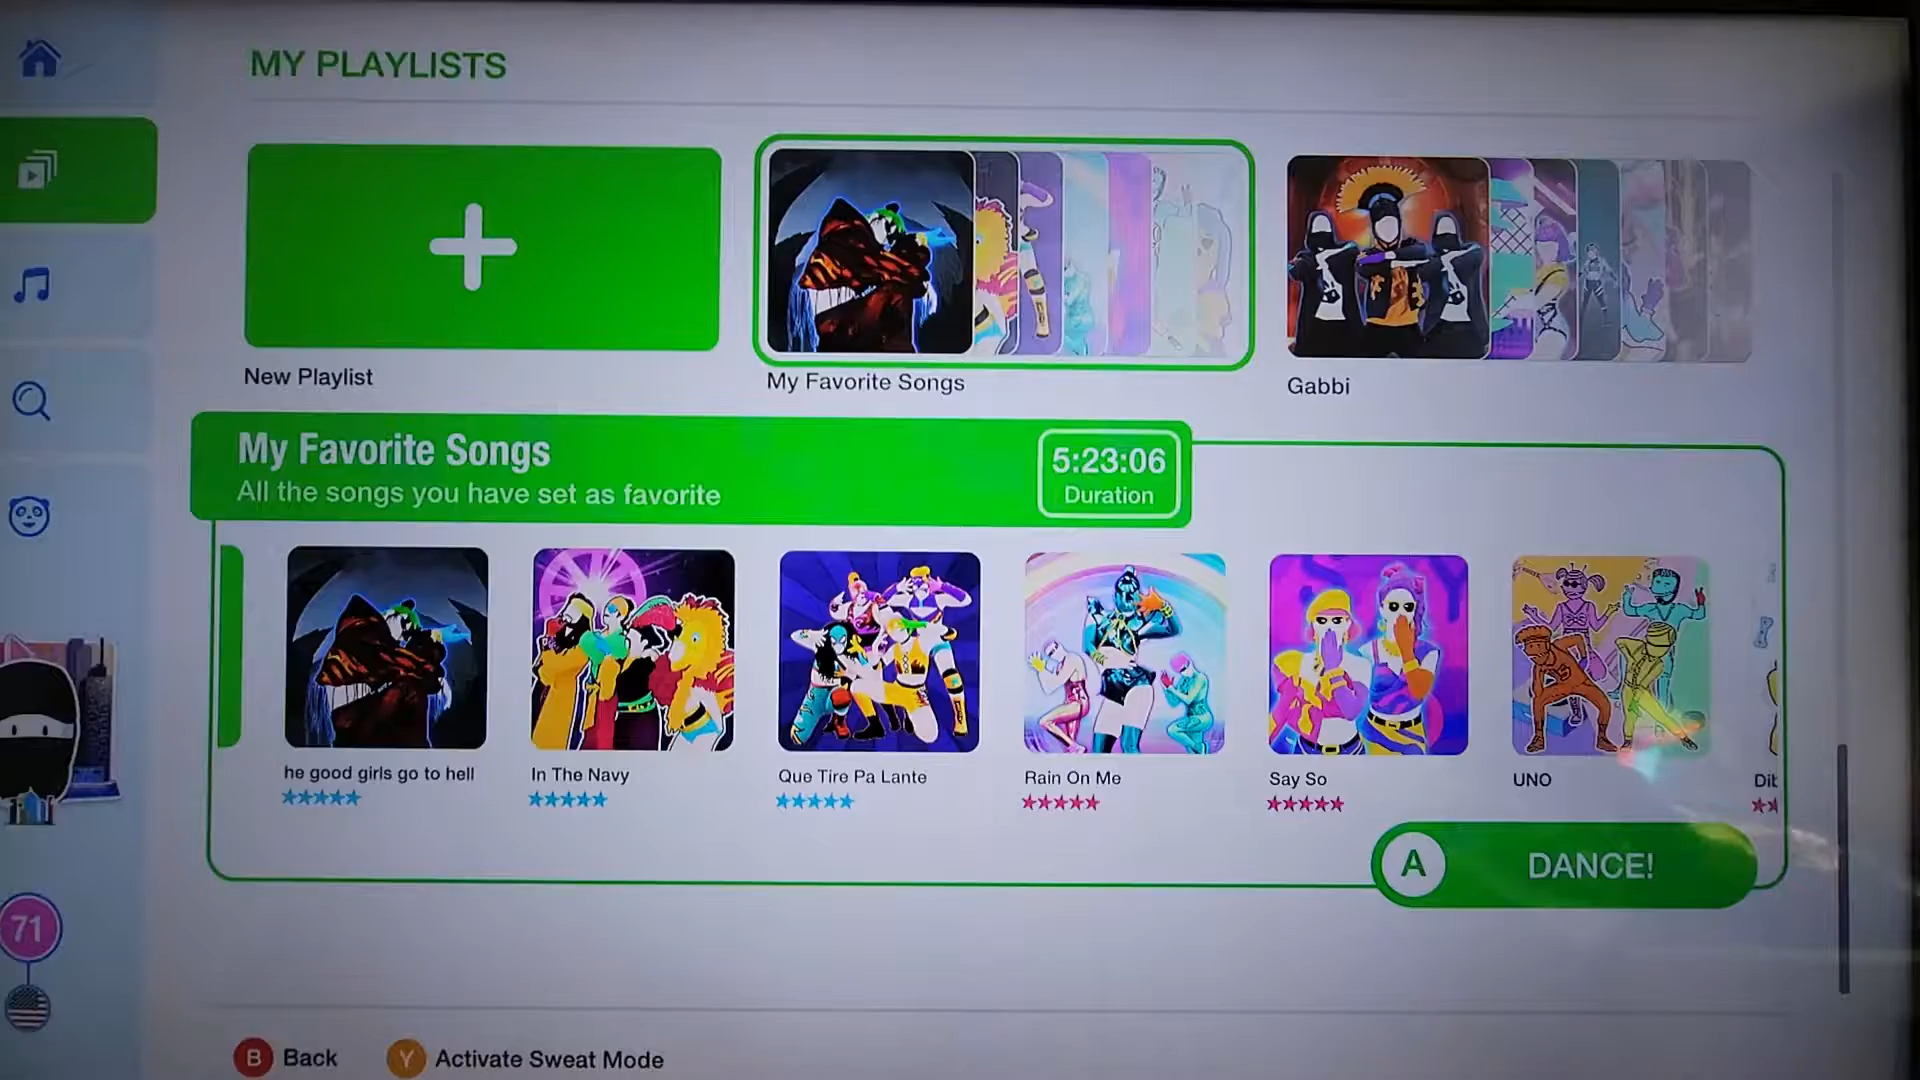 MY PLAYLISTS
New Playlist
My Favorite Songs
Gabbi
My Favorite Songs
All the songs you have set as favorite
5:23:06
Duration
he good girls go to hell
In The Navy
Que Tire Pa Lante
Rain On Me
Say So
UNO
Dib
A DANCE!
71
B Back
Y Activate Sweat Mode